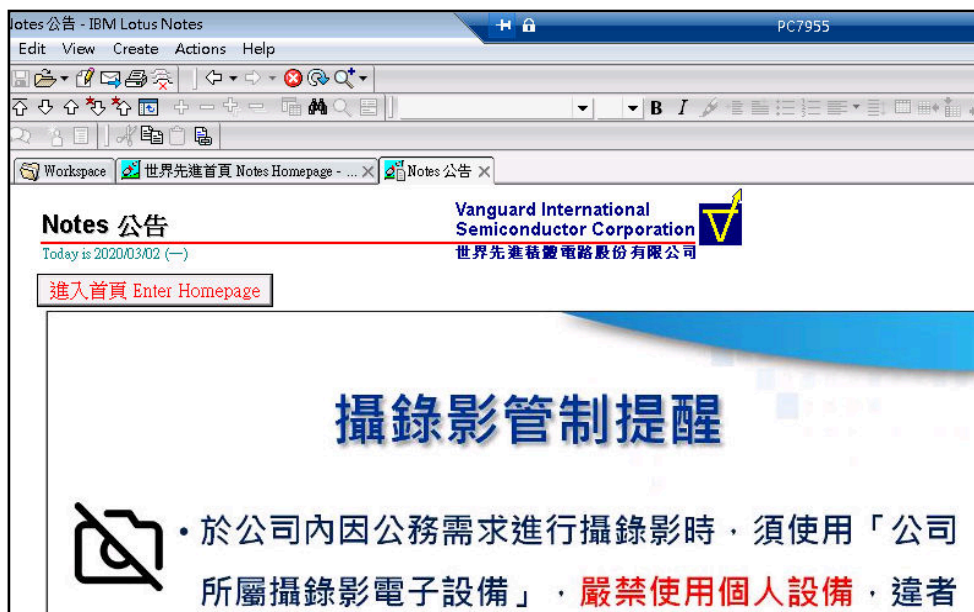 Notes 公告 - IBM Lotus Notes
PC7955
Edit View Create Actions Help
B I
Workspace 世界先進首頁 Notes Homepage - ... Notes 公告
Notes 公告
Vanguard International
Semiconductor Corporation
Today is 2020/03/02 (一)
世界先進積體電路股份有限公司
進入首頁 Enter Homepage
攝錄影管制提醒
•於公司內因公務需求進行攝錄影時，須使用「公司
所屬攝錄影電子設備」，嚴禁使用個人設備，違者